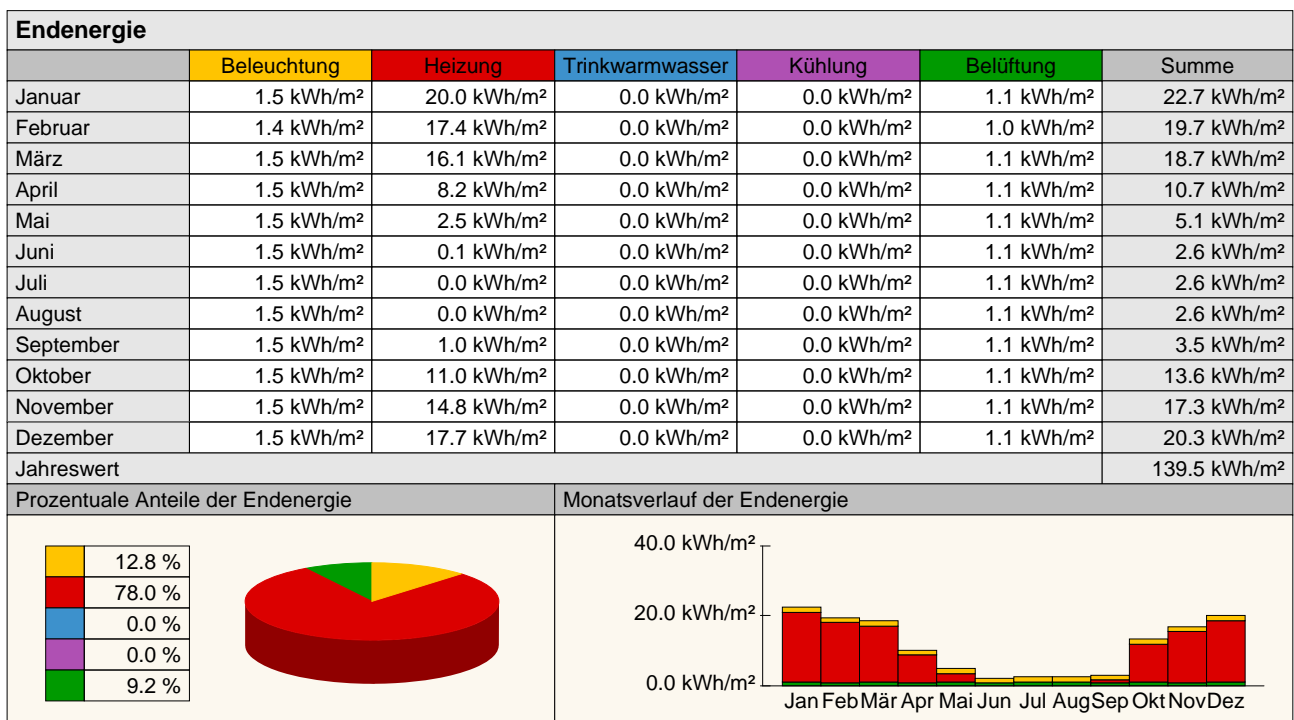 Endenergie
Beleuchtung Heizung Trinkwarmwasser Kühlung Belüftung Summe
Januar 1.5 kWh/m² 20.0 kWh/m² 0.0 kWh/m² 0.0 kWh/m² 1.1 kWh/m² 22.7 kWh/m²
Februar 1.4 kWh/m² 17.4 kWh/m² 0.0 kWh/m² 0.0 kWh/m² 1.0 kWh/m² 19.7 kWh/m²
März 1.5 kWh/m² 16.1 kWh/m² 0.0 kWh/m² 0.0 kWh/m² 1.1 kWh/m² 18.7 kWh/m²
April 1.5 kWh/m² 8.2 kWh/m² 0.0 kWh/m² 0.0 kWh/m² 1.1 kWh/m² 10.7 kWh/m²
Mai 1.5 kWh/m² 2.5 kWh/m² 0.0 kWh/m² 0.0 kWh/m² 1.1 kWh/m² 5.1 kWh/m²
Juni 1.5 kWh/m² 0.1 kWh/m² 0.0 kWh/m² 0.0 kWh/m² 1.1 kWh/m² 2.6 kWh/m²
Juli 1.5 kWh/m² 0.0 kWh/m² 0.0 kWh/m² 0.0 kWh/m² 1.1 kWh/m² 2.6 kWh/m²
August 1.5 kWh/m² 0.0 kWh/m² 0.0 kWh/m² 0.0 kWh/m² 1.1 kWh/m² 2.6 kWh/m²
September 1.5 kWh/m² 1.0 kWh/m² 0.0 kWh/m² 0.0 kWh/m² 1.1 kWh/m² 3.5 kWh/m²
Oktober 1.5 kWh/m² 11.0 kWh/m² 0.0 kWh/m² 0.0 kWh/m² 1.1 kWh/m² 13.6 kWh/m²
November 1.5 kWh/m² 14.8 kWh/m² 0.0 kWh/m² 0.0 kWh/m² 1.1 kWh/m² 17.3 kWh/m²
Dezember 1.5 kWh/m² 17.7 kWh/m² 0.0 kWh/m² 0.0 kWh/m² 1.1 kWh/m² 20.3 kWh/m²
Jahreswert 139.5 kWh/m²
Prozentuale Anteile der Endenergie
12.8 %
78.0 %
0.0 %
0.0 %
9.2 %
Monatsverlauf der Endenergie
40.0 kWh/m²
20.0 kWh/m²
0.0 kWh/m²
Jan Feb Mär Apr Mai Jun Jul Aug Sep Okt Nov Dez